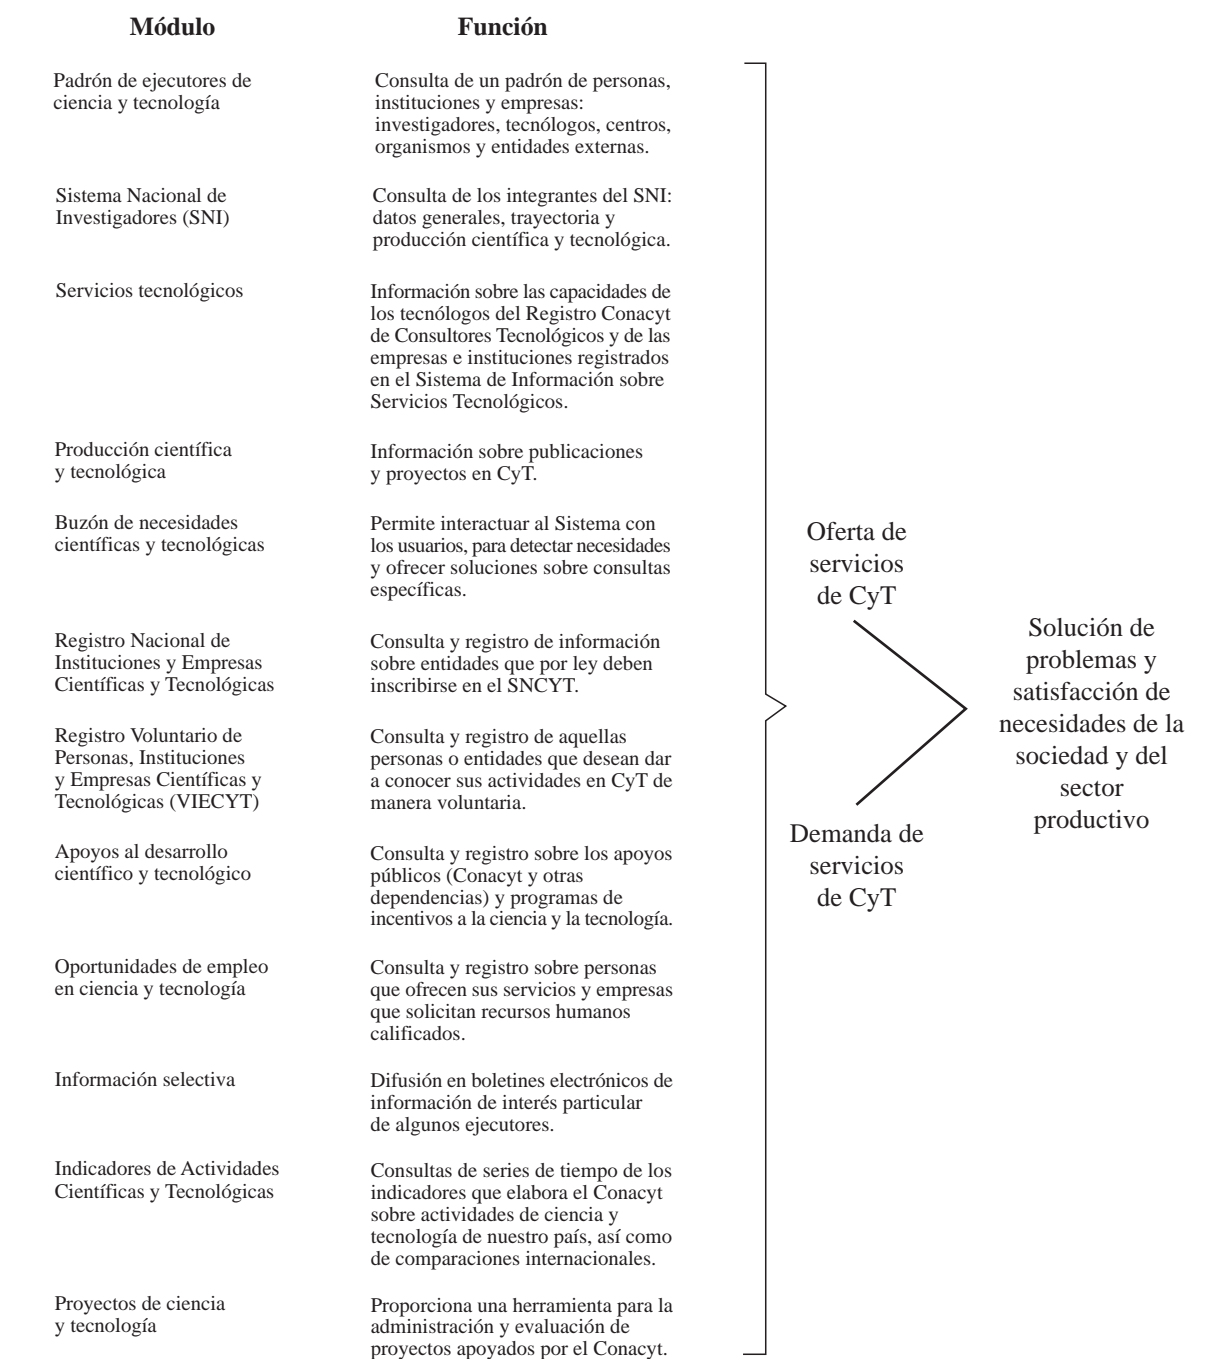 Módulo
Función
Padrón de ejecutores de
ciencia y tecnología
Consulta de un padrón de personas,
instituciones y empresas:
investigadores, tecnólogos, centros,
organismos y entidades externas.
Sistema Nacional de
Investigadores (SNI)
Consulta de los integrantes del SNI:
datos generales, trayectoria y
producción científica y tecnológica.
Servicios tecnológicos
Información sobre las capacidades de
los tecnólogos del Registro Conacyt
de Consultores Tecnológicos y de las
empresas e instituciones registrados
en el Sistema de Información sobre
Servicios Tecnológicos.
Producción científica
y tecnológica
Información sobre publicaciones
y proyectos en CyT.
Buzón de necesidades
científicas y tecnológicas
Permite interactuar al Sistema con
los usuarios, para detectar necesidades
y ofrecer soluciones sobre consultas
específicas.
Registro Nacional de
Instituciones y Empresas
Científicas y Tecnológicas
Consulta y registro de información
sobre entidades que por ley deben
inscribirse en el SNCYT.
Registro Voluntario de
Personas, Instituciones
y Empresas Científicas y
Tecnológicas (VIECYT)
Consulta y registro de aquellas
personas o entidades que desean dar
a conocer sus actividades en CyT de
manera voluntaria.
Apoyos al desarrollo
científico y tecnológico
Consulta y registro sobre los apoyos
públicos (Conacyt y otras
dependencias) y programas de
incentivos a la ciencia y la tecnología.
Oportunidades de empleo
en ciencia y tecnología
Consulta y registro sobre personas
que ofrecen sus servicios y empresas
que solicitan recursos humanos
calificados.
Información selectiva
Difusión en boletines electrónicos de
información de interés particular
de algunos ejecutores.
Indicadores de Actividades
Científicas y Tecnológicas
Consultas de series de tiempo de los
indicadores que elabora el Conacyt
sobre actividades de ciencia y
tecnología de nuestro país, así como
de comparaciones internacionales.
Proyectos de ciencia
y tecnología
Proporciona una herramienta para la
administración y evaluación de
proyectos apoyados por el Conacyt.
Oferta de
servicios
de CyT
Demanda de
servicios
de CyT
Solución de
problemas y
satisfacción de
necesidades de la
sociedad y del
sector
productivo